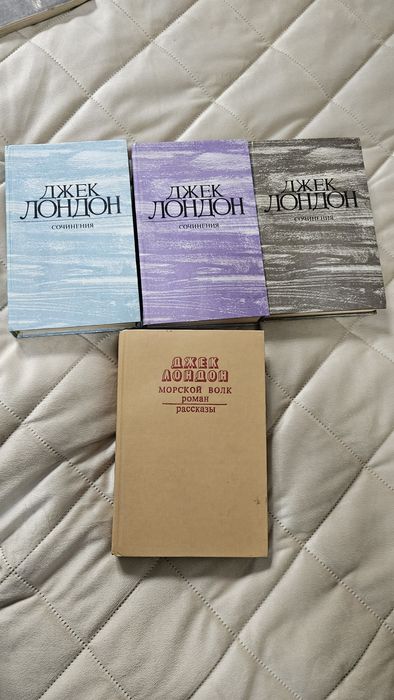 ДЖЕК
ЛОНДОН
СОЧИНЕНИЯ
ДЖЕК
ЛОНДОН
СОЧИНЕНИЯ
ДЖЕК
ЛОНДОН
СОЧИНЕНИЯ
ДЖЕК
ЛОНДОН
МОРСКОЙ ВОЛК
роман
рассказы